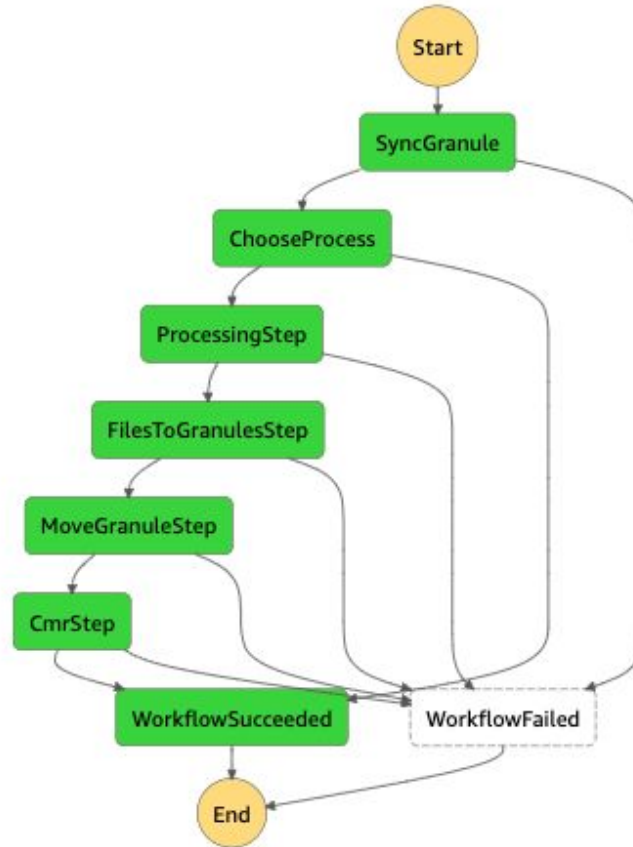 Start
SyncGranule
ChooseProcess
ProcessingStep
FilesToGranulesStep
MoveGranuleStep
CmrStep
WorkflowSucceeded
WorkflowFailed
End